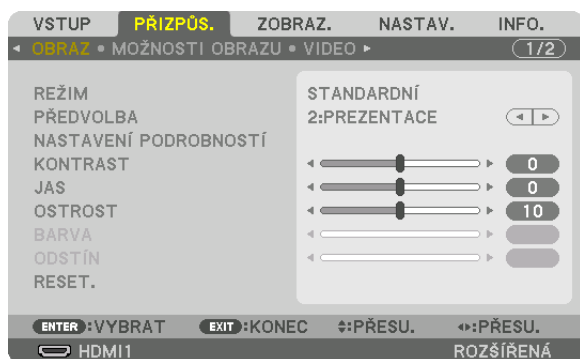 VSTUP PŘIZPŮS. ZOBRAZ. NASTAV. INFO.
OBRAZ • MOŽNOSTI OBRAZU • VIDEO 1/2
REŽIM STANDARDNÍ
PŘEDVOLBA 2:PREZENTACE
NASTAVENÍ PODROBNOSTÍ
KONTRAST 0
JAS 0
OSTROST 10
BARVA
ODSTÍN
RESET.
ENTER :VYBRAT EXIT :KONEC :PŘESU. :PŘESU.
HDMI1 ROZŠÍŘENÁ